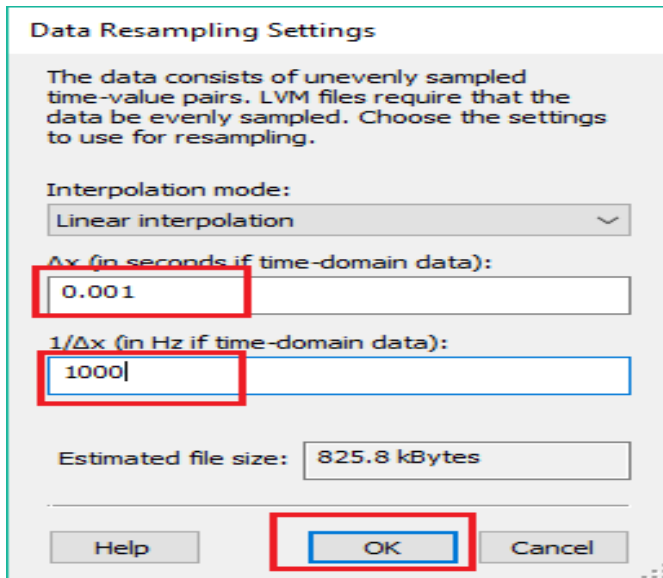 Data Resampling Settings
The data consists of unevenly sampled
time-value pairs. LVM files require that the
data be evenly sampled. Choose the settings
to use for resampling.
Interpolation mode:
Linear interpolation
Δx (in seconds if time-domain data):
0.001
1/Δx (in Hz if time-domain data):
1000
Estimated file size: 825.8 kBytes
Help OK Cancel